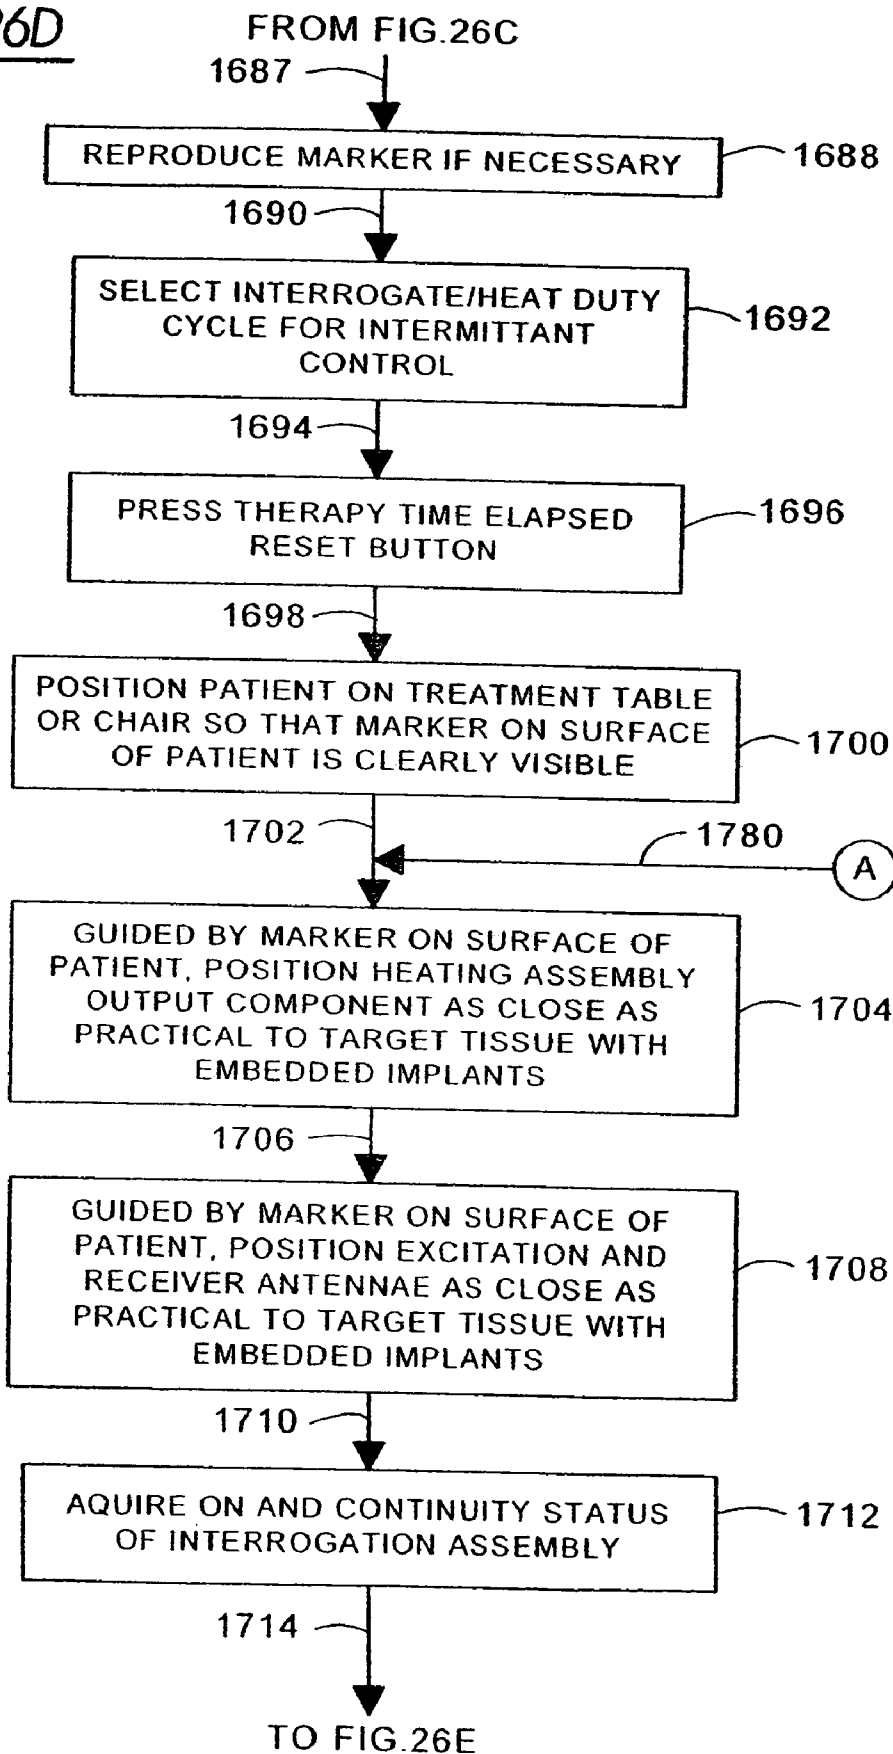 26D
FROM FIG.26C
1687
REPRODUCE MARKER IF NECESSARY
1688
1690
SELECT INTERROGATE/HEAT DUTY
CYCLE FOR INTERMITTANT
CONTROL
1692
1694
PRESS THERAPY TIME ELAPSED
RESET BUTTON
1696
1698
POSITION PATIENT ON TREATMENT TABLE
OR CHAIR SO THAT MARKER ON SURFACE
OF PATIENT IS CLEARLY VISIBLE
1700
1702
1780
A
GUIDED BY MARKER ON SURFACE OF
PATIENT, POSITION HEATING ASSEMBLY
OUTPUT COMPONENT AS CLOSE AS
PRACTICAL TO TARGET TISSUE WITH
EMBEDDED IMPLANTS
1704
1706
GUIDED BY MARKER ON SURFACE OF
PATIENT, POSITION EXCITATION AND
RECEIVER ANTENNAE AS CLOSE AS
PRACTICAL TO TARGET TISSUE WITH
EMBEDDED IMPLANTS
1708
1710
AQUIRE ON AND CONTINUITY STATUS
OF INTERROGATION ASSEMBLY
1712
1714
TO FIG.26E